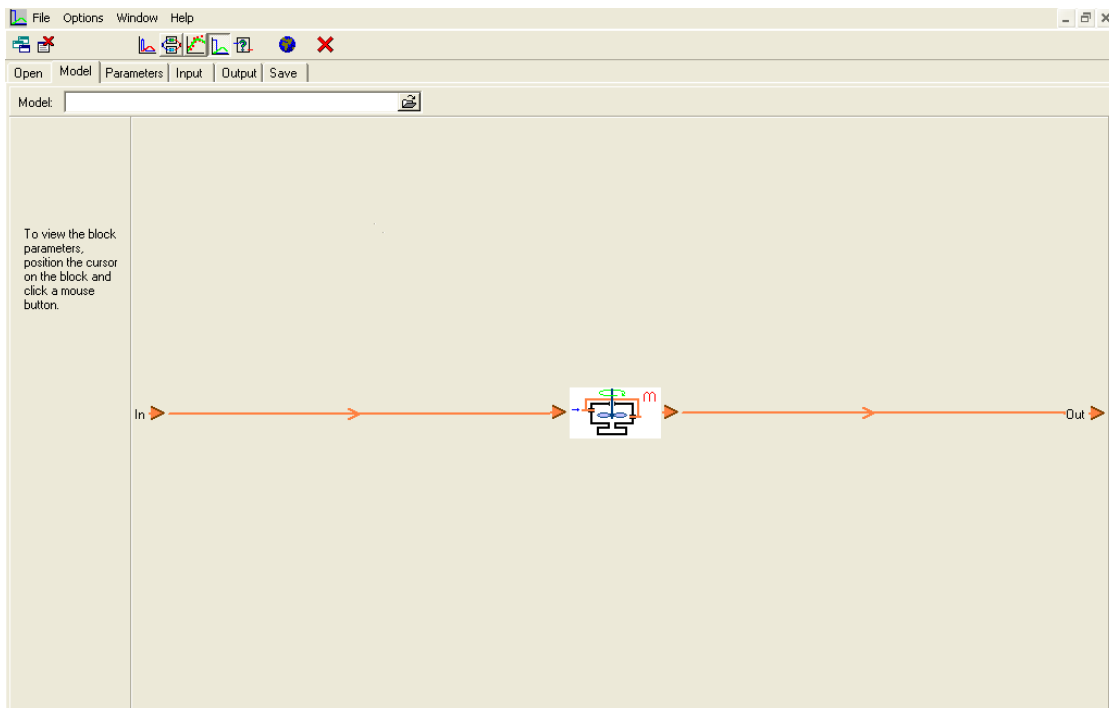 File Options Window Help
Open Model Parameters Input Output Save
Model:
To view the block
parameters,
position the cursor
on the block and
click a mouse
button.
m
In
Out